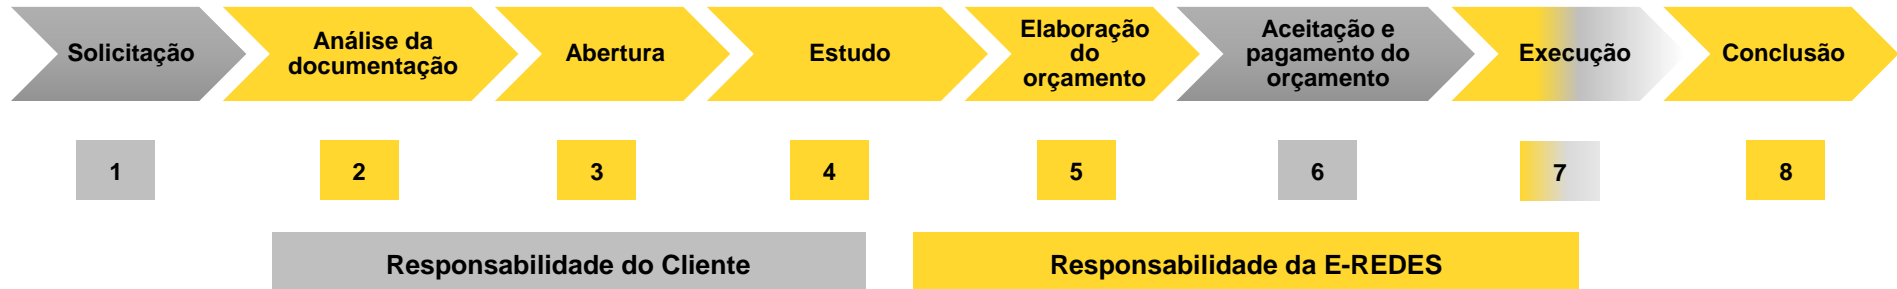 Solicitação
Análise da
documentação
Abertura
Estudo
Elaboração
do
orçamento
Aceitação e
pagamento do
orçamento
Execução
Conclusão
1
2
3
4
5
6
7
8
Responsabilidade do Cliente
Responsabilidade da E-REDES